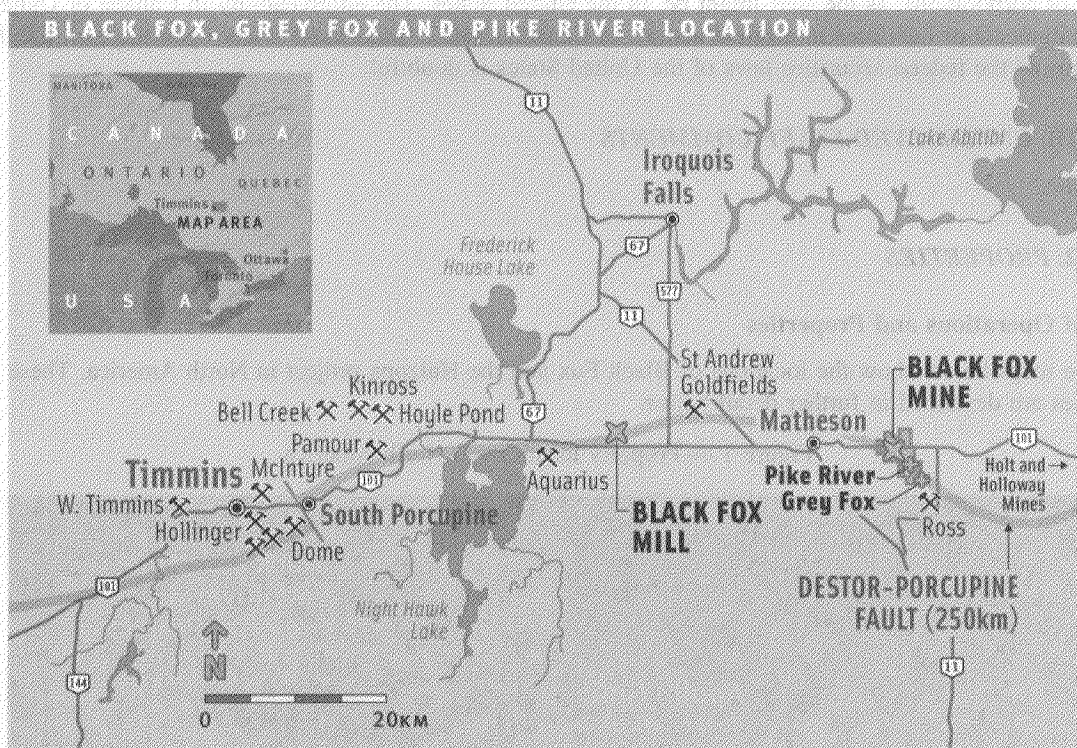 BLACK FOX, GREY FOX AND PIKE RIVER LOCATION
MANITOBA
CANADA
ONTARIO
QUEBEC
Timmins
MAP AREA
Ottawa
Toronto
USA
11
Iroquois
Falls
Lake Abitibi
67
Frederick
House Lake
577
11
St Andrew
Goldfields
BLACK FOX
MINE
Kinross
Bell Creek
Hoyle Pond
67
Matheson
101
Pamour
Timmins
McIntyre
101
Aquarius
Pike River
Grey Fox
Holt and
Holloway
Mines
W. Timmins
South Porcupine
BLACK FOX
MILL
Ross
Hollinger
Dome
DESTOR-PORCUPINE
FAULT (250km)
101
Night Hawk
Lake
N
144
11
0 20KM